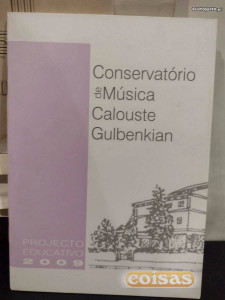 Conservatório
de Música
Calouste
Gulbenkian
PROJECTO
EDUCATIVO
2009
coisas